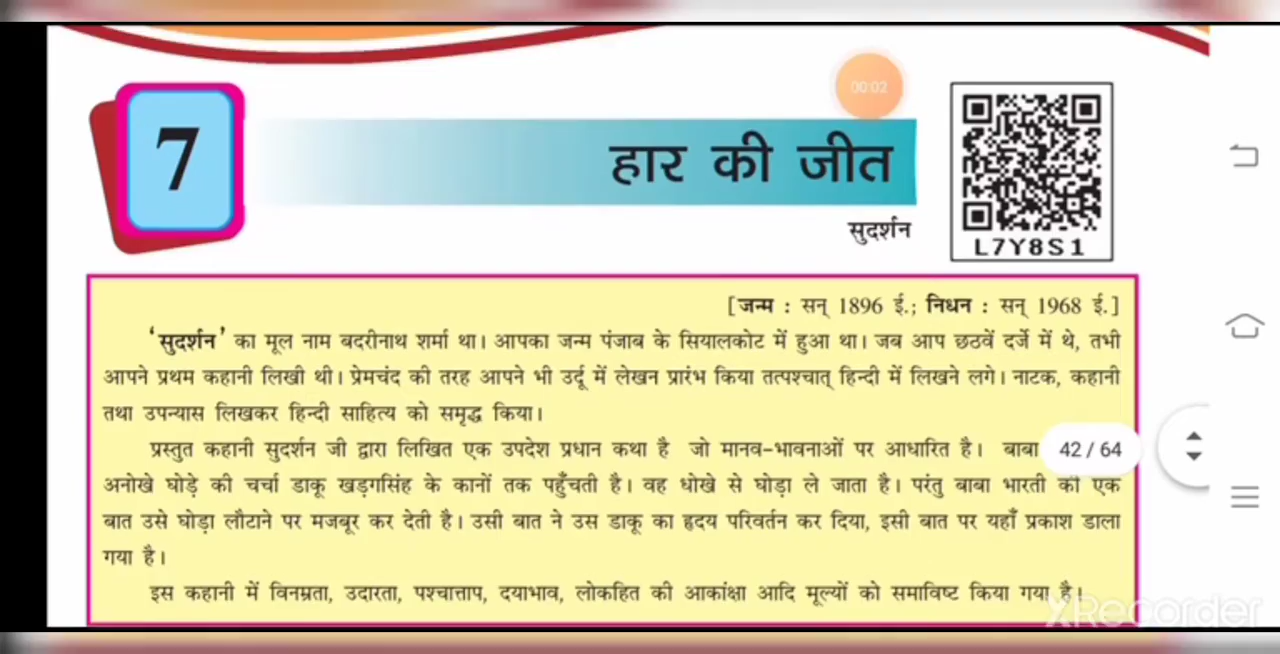 00:02
7
हार की जीत
सुदर्शन
L7Y8S1
[जन्म : सन् 1896 ई.; निधन : सन् 1968 ई.]
'सुदर्शन' का मूल नाम बदरीनाथ शर्मा था। आपका जन्म पंजाब के सियालकोट में हुआ था। जब आप छठवें दर्जे में थे, तभी
आपने प्रथम कहानी लिखी थी। प्रेमचंद की तरह आपने भी उर्दू में लेखन प्रारंभ किया तत्पश्चात् हिन्दी में लिखने लगे। नाटक, कहानी
तथा उपन्यास लिखकर हिन्दी साहित्य को समृद्ध किया।
प्रस्तुत कहानी सुदर्शन जी द्वारा लिखित एक उपदेश प्रधान कथा है जो मानव-भावनाओं पर आधारित है। बाबा
42 / 64
अनोखे घोड़े की चर्चा डाकू खड़गसिंह के कानों तक पहुँचती है। वह धोखे से घोड़ा ले जाता है। परंतु बाबा भारती की एक
बात उसे घोड़ा लौटाने पर मजबूर कर देती है। उसी बात ने उस डाकू का हृदय परिवर्तन कर दिया, इसी बात पर यहाँ प्रकाश डाला
गया है।
इस कहानी में विनम्रता, उदारता, पश्चात्ताप, दयाभाव, लोकहित की आकांक्षा आदि मूल्यों को समाविष्ट किया गया है।
XRecorder